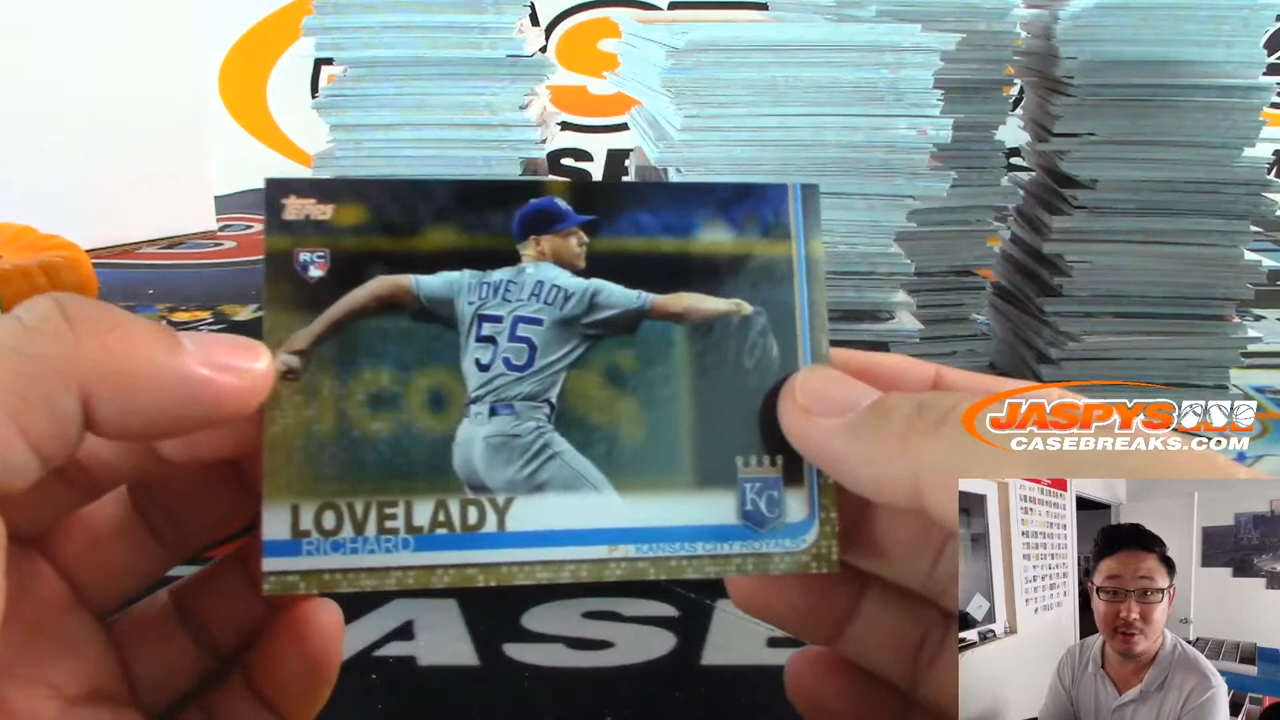 topps
RC
LOVELADY
55
LOVELADY
KC
RICHARD
P | KANSAS CITY ROYALS
JASPYS
CASEBREAKS.COM
CASE